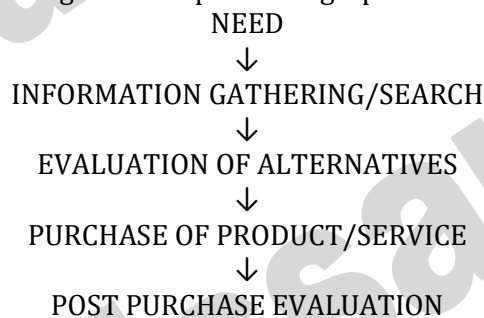 NEED
↓
INFORMATION GATHERING/SEARCH
↓
EVALUATION OF ALTERNATIVES
↓
PURCHASE OF PRODUCT/SERVICE
↓
POST PURCHASE EVALUATION